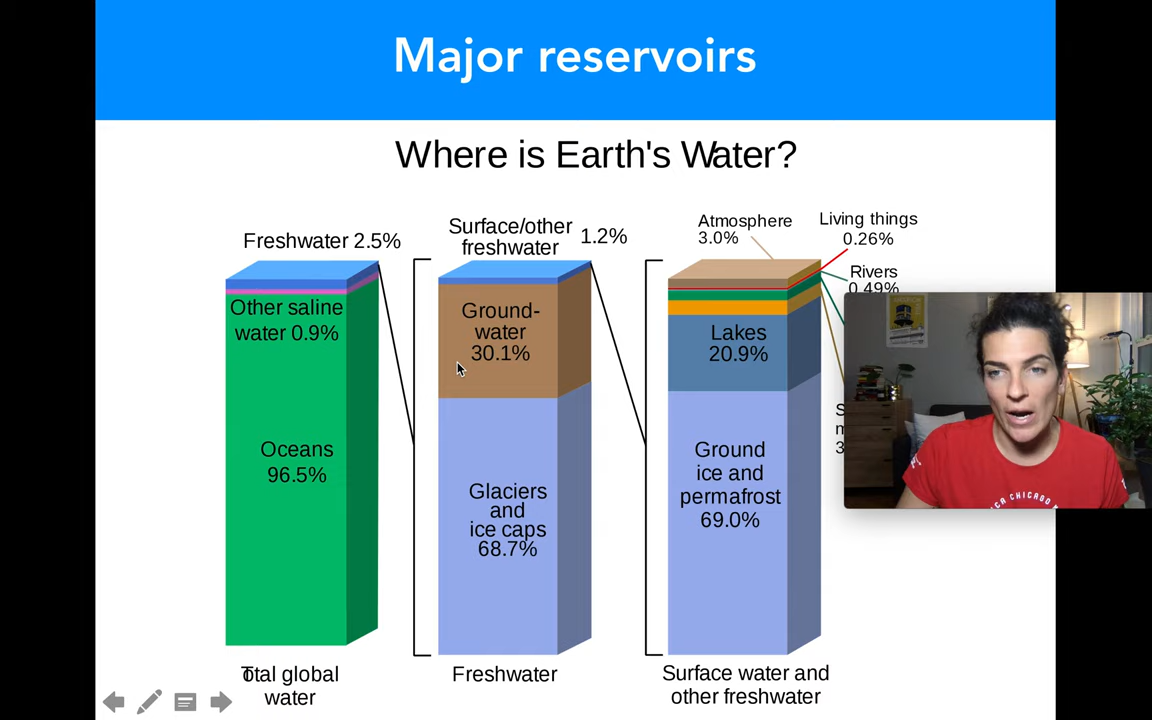 Major reservoirs
Where is Earth's Water?
Freshwater 2.5%
Other saline
water 0.9%
Oceans
96.5%
Total global
water
Surface/other
freshwater
1.2%
Ground-
water
30.1%
Glaciers
and
ice caps
68.7%
Freshwater
Atmosphere
3.0%
Living things
0.26%
Rivers
0.49%
Lakes
20.9%
Ground
ice and
permafrost
69.0%
Surface water and
other freshwater
CHICAGO